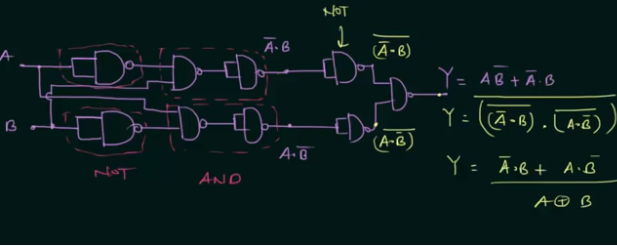 NOT
A
Ā·B
(Ā·B)̅
Y = AB̅ + Ā·B
Y = ((Ā·B)̅ · (A·B̅)̅)̅
B
A·B̅
(A·B̅)̅
Y = Ā·B + A·B̅
NOT
AND
A⊕B